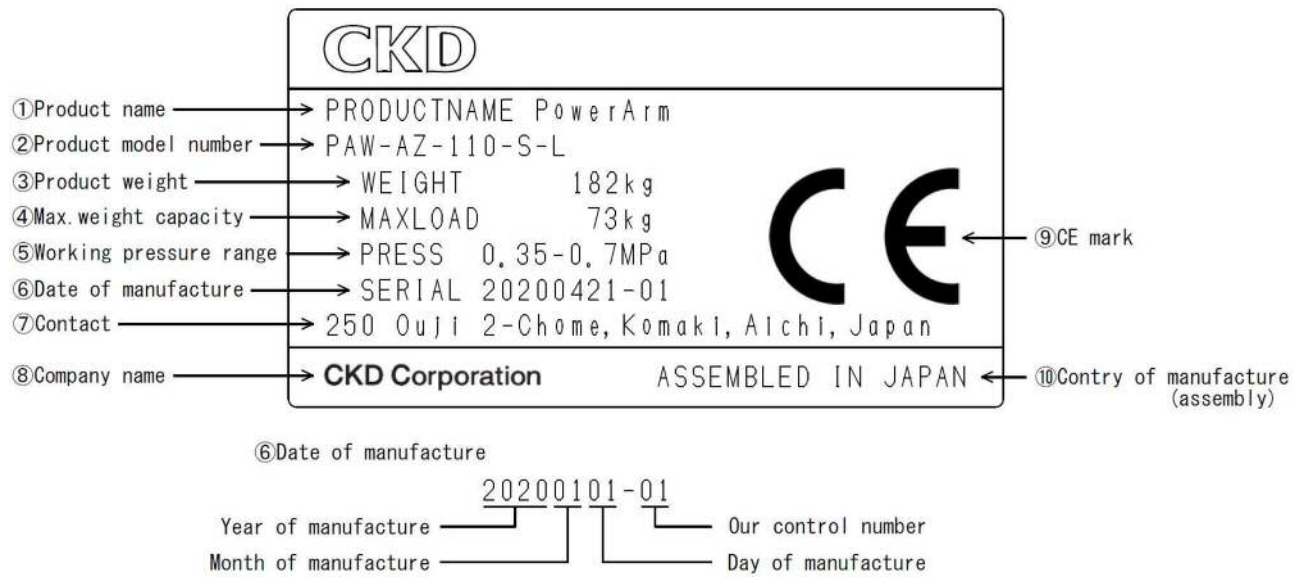 CKD
①Product name PRODUCTNAME PowerArm
②Product model number PAW-AZ-110-S-L
③Product weight WEIGHT 182kg
④Max.weight capacity MAXLOAD 73kg
⑤Working pressure range PRESS 0.35-0.7MPa
⑨CE mark
⑥Date of manufacture SERIAL 20200421-01
⑦Contact 250 Ouji 2-Chome,Komaki,Aichi,Japan
⑧Company name CKD Corporation ASSEMBLED IN JAPAN ⑩Contry of manufacture
(assembly)
⑥Date of manufacture
20200101-01
Year of manufacture Our control number
Month of manufacture Day of manufacture